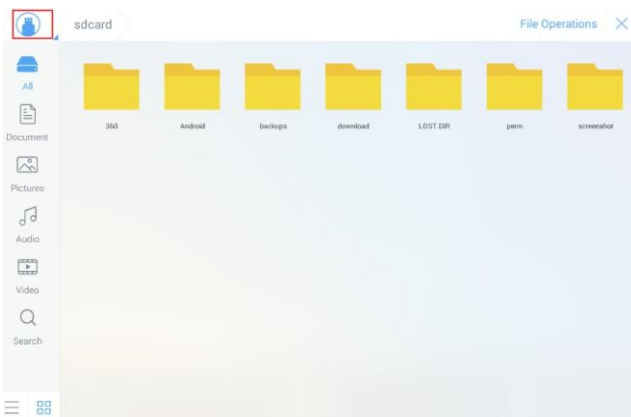 sdcard
File Operations
All
Document
Pictures
Audio
Video
Search
360
Android
backups
download
LOST.DIR
perm
screenshot